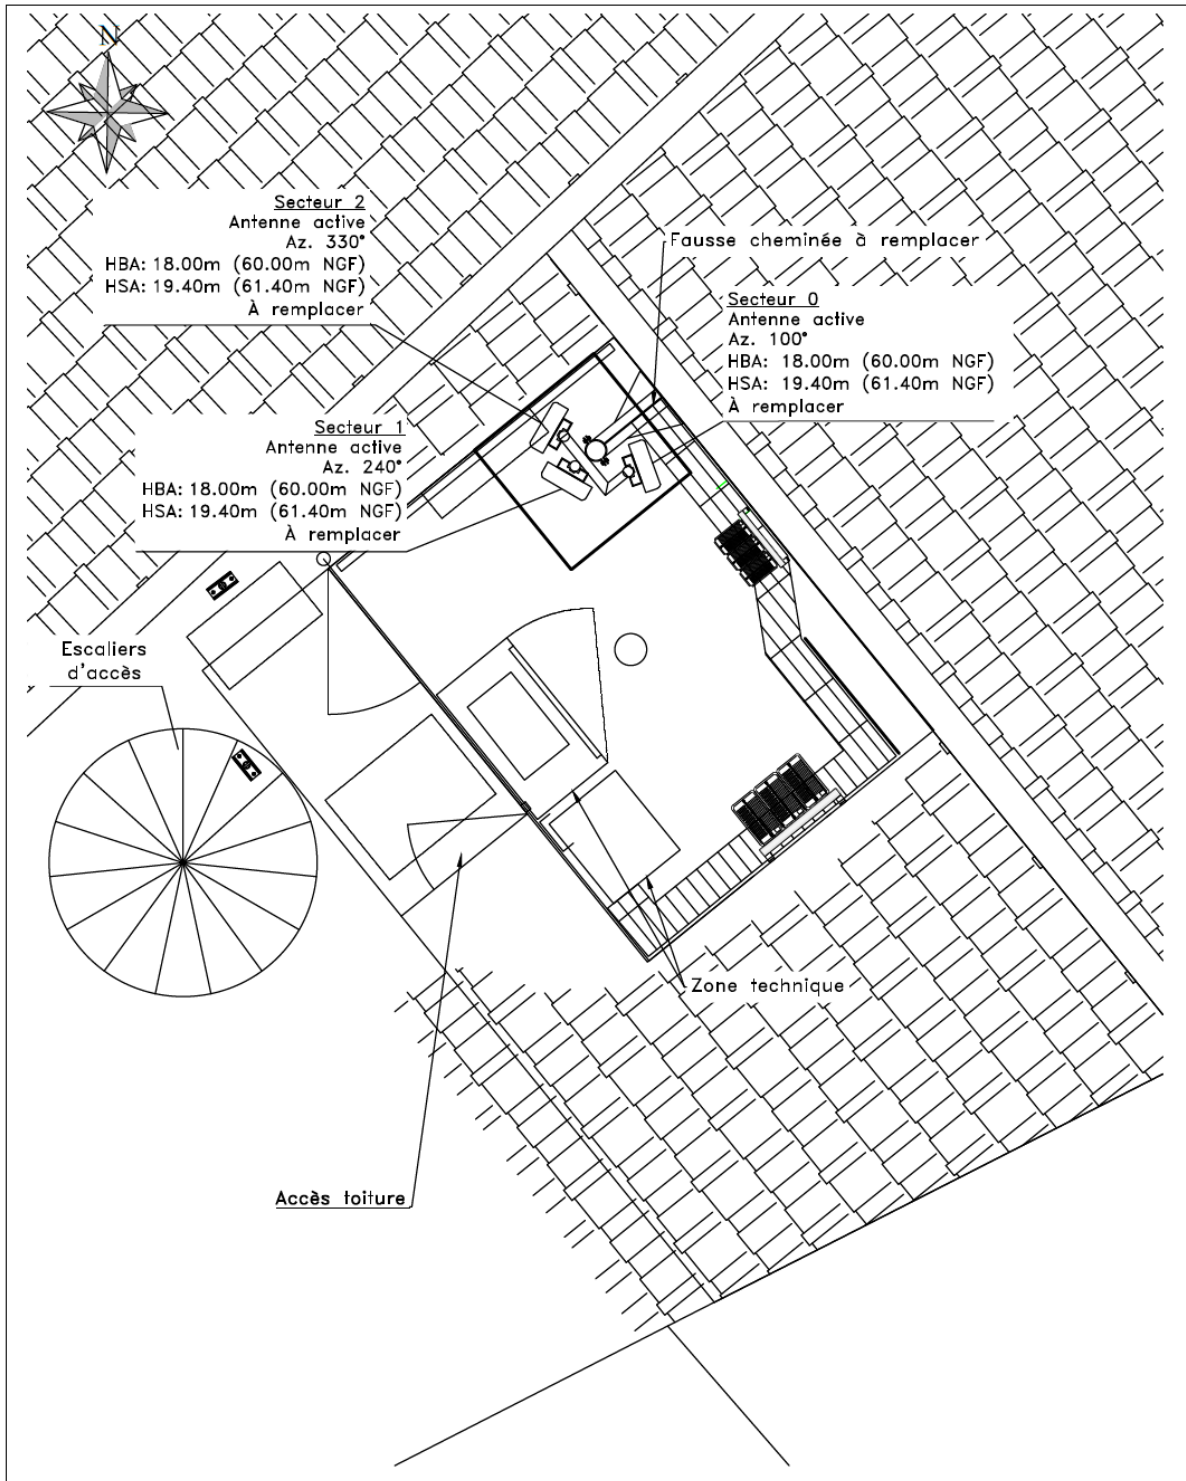 N
Secteur 2
Antenne active
Az. 330°
HBA: 18.00m (60.00m NGF)
HSA: 19.40m (61.40m NGF)
À remplacer
Fausse cheminée à remplacer
Secteur 0
Antenne active
Az. 100°
HBA: 18.00m (60.00m NGF)
HSA: 19.40m (61.40m NGF)
À remplacer
Secteur 1
Antenne active
Az. 240°
HBA: 18.00m (60.00m NGF)
HSA: 19.40m (61.40m NGF)
À remplacer
Escaliers
d'accès
Zone technique
Accès toiture